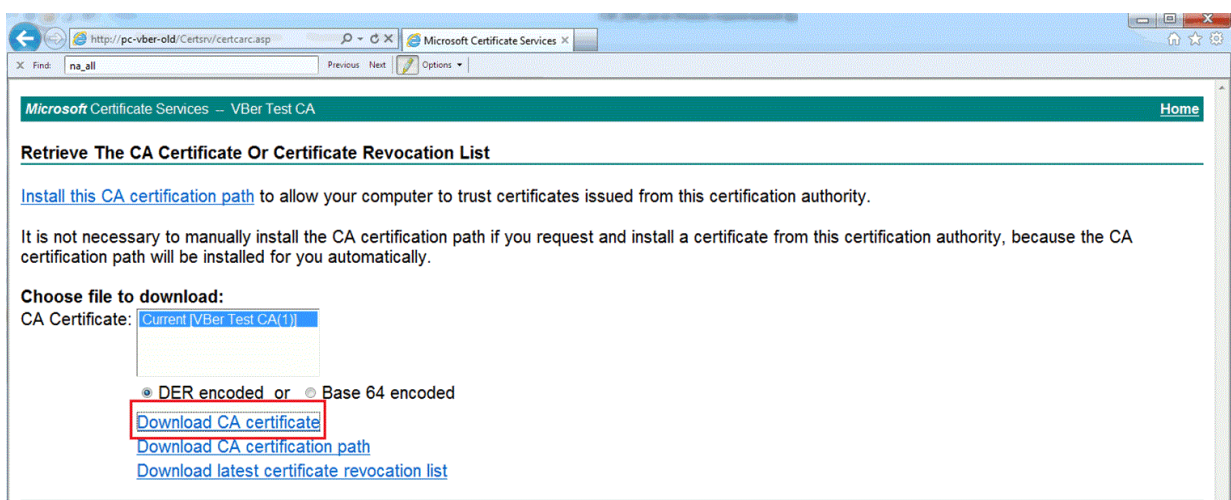 http://pc-vber-old/Certsrv/certcarc.asp
Microsoft Certificate Services
X Find: na_all Previous Next Options
Microsoft Certificate Services -- VBer Test CA Home
Retrieve The CA Certificate Or Certificate Revocation List
Install this CA certification path to allow your computer to trust certificates issued from this certification authority.
It is not necessary to manually install the CA certification path if you request and install a certificate from this certification authority, because the CA
certification path will be installed for you automatically.
Choose file to download:
CA Certificate: Current [VBer Test CA(1)]
DER encoded or Base 64 encoded
Download CA certificate
Download CA certification path
Download latest certificate revocation list